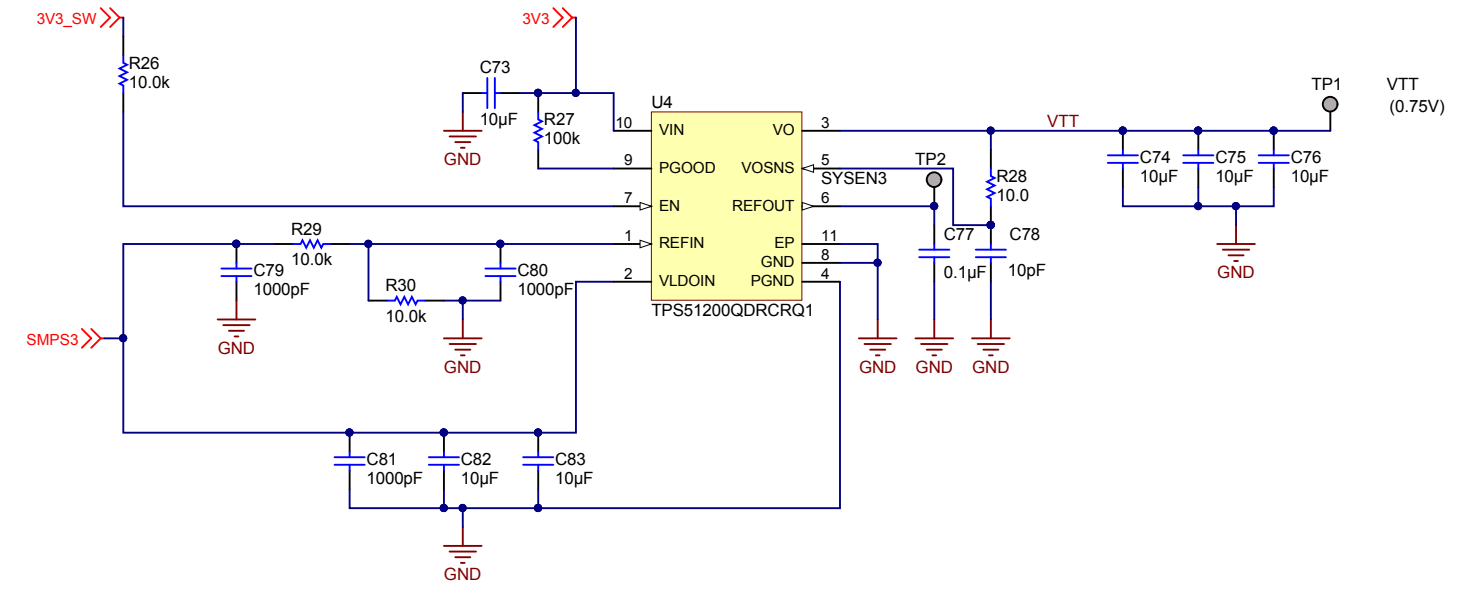 3V3_SW
3V3
R26
10.0k
C73
10µF
R27
100k
U4
10 VIN VO 3
9 PGOOD VOSNS 5
SYSEN3
7 EN REFOUT 6
1 REFIN EP 11
GND 8
2 VLDOIN PGND 4
TPS51200QDRCRQ1
VTT
TP1
VTT
(0.75V)
TP2
R28
10.0
C74
10µF
C75
10µF
C76
10µF
GND
C77
0.1µF
C78
10pF
R29
10.0k
C79
1000pF
GND
R30
10.0k
C80
1000pF
GND
GND
GND
GND
GND
SMPS3
C81
1000pF
C82
10µF
C83
10µF
GND